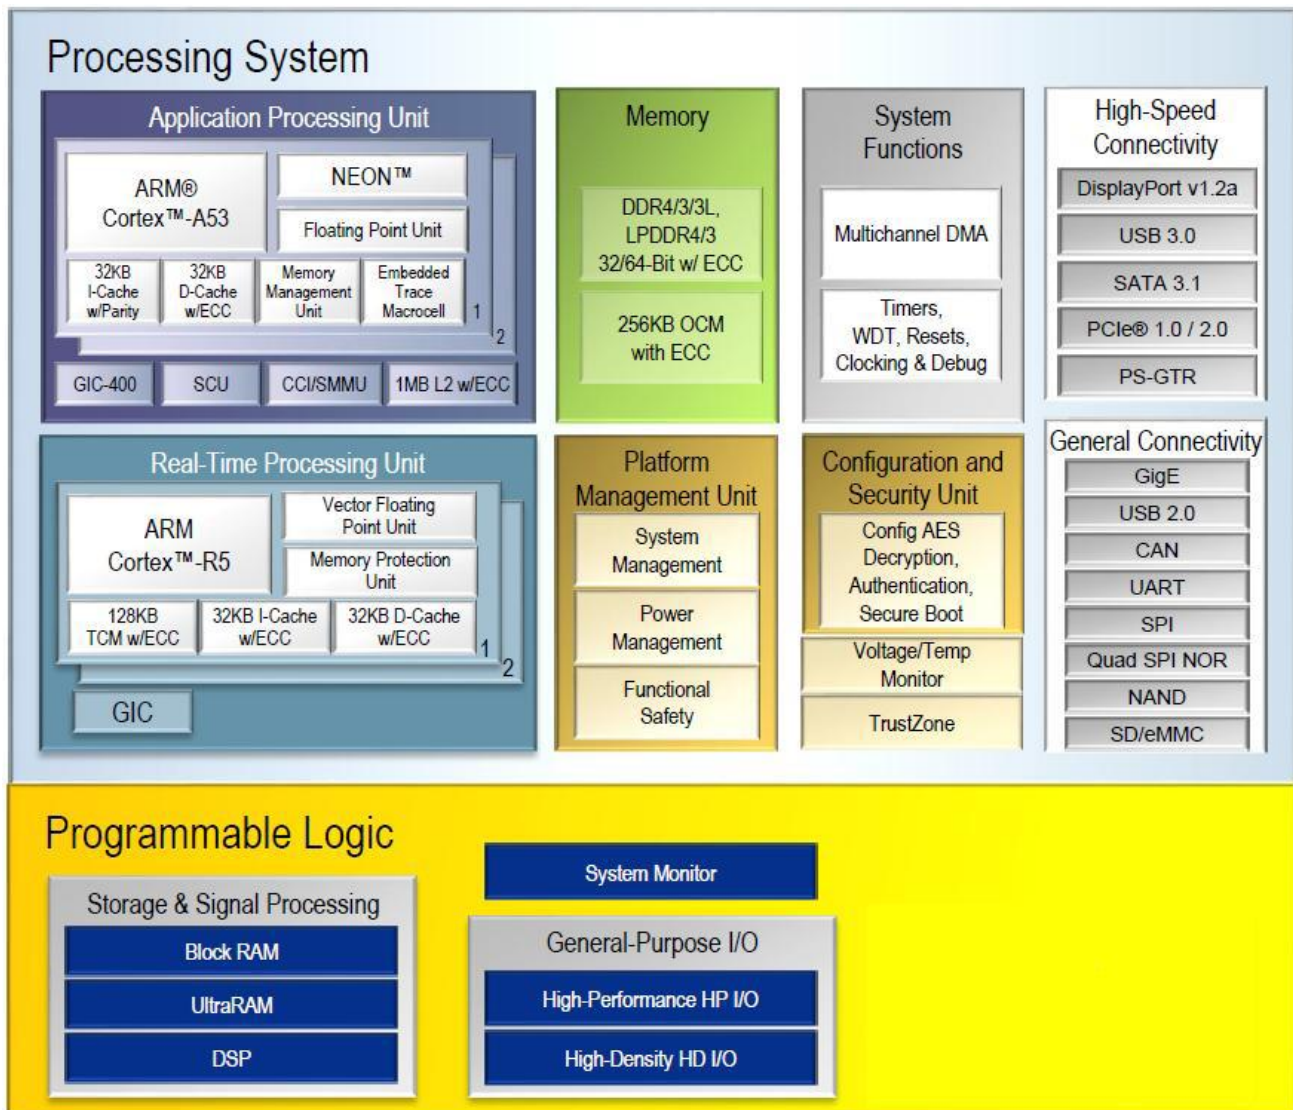 Processing System
Application Processing Unit
ARM®
Cortex™-A53
NEON™
Floating Point Unit
32KB
I-Cache
w/Parity
32KB
D-Cache
w/ECC
Memory
Management
Unit
Embedded
Trace
Macrocell
1
2
GIC-400
SCU
CCI/SMMU
1MB L2 w/ECC
Memory
DDR4/3/3L,
LPDDR4/3
32/64-Bit w/ ECC
256KB OCM
with ECC
System
Functions
Multichannel DMA
Timers,
WDT, Resets,
Clocking & Debug
High-Speed
Connectivity
DisplayPort v1.2a
USB 3.0
SATA 3.1
PCIe® 1.0 / 2.0
PS-GTR
Real-Time Processing Unit
ARM
Cortex™-R5
Vector Floating
Point Unit
Memory Protection
Unit
128KB
TCM w/ECC
32KB I-Cache
w/ECC
32KB D-Cache
w/ECC
1
2
GIC
Platform
Management Unit
System
Management
Power
Management
Functional
Safety
Configuration and
Security Unit
Config AES
Decryption,
Authentication,
Secure Boot
Voltage/Temp
Monitor
TrustZone
General Connectivity
GigE
USB 2.0
CAN
UART
SPI
Quad SPI NOR
NAND
SD/eMMC
Programmable Logic
Storage & Signal Processing
Block RAM
UltraRAM
DSP
System Monitor
General-Purpose I/O
High-Performance HP I/O
High-Density HD I/O